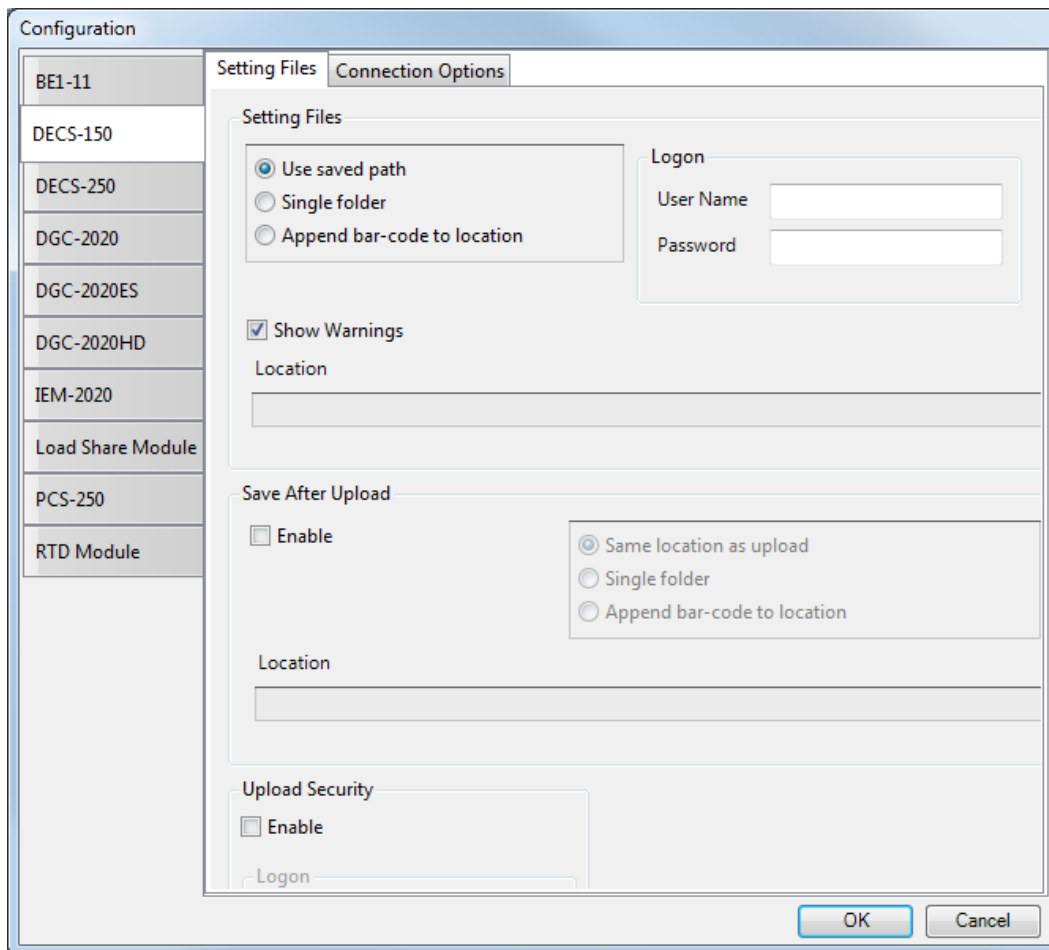 Configuration
BE1-11
DECS-150
DECS-250
DGC-2020
DGC-2020ES
DGC-2020HD
IEM-2020
Load Share Module
PCS-250
RTD Module
Setting Files
Connection Options
Setting Files
Use saved path
Single folder
Append bar-code to location
Logon
User Name
Password
Show Warnings
Location
Save After Upload
Enable
Same location as upload
Single folder
Append bar-code to location
Location
Upload Security
Enable
Logon
OK
Cancel